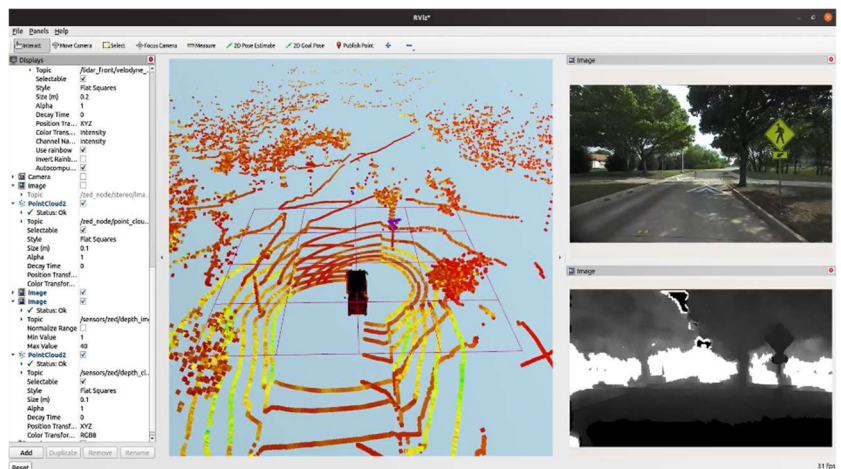 RViz*
File Panels Help
Interact Move Camera Select Focus Camera Measure 2D Pose Estimate 2D Goal Pose Publish Point
Displays
Topic /lidar_front/velodyne_
Selectable
Style Flat Squares
Size (m) 0.2
Alpha 1
Decay Time 0
Position Tra... XYZ
Color Trans... Intensity
Channel Na... Intensity
Use rainbow
Invert Rainb...
Autocompu...
Camera
Image
Topic /zed_node/stereo/ima...
PointCloud2
Status: Ok
Topic /zed_node/point_clou...
Selectable
Style Flat Squares
Size (m) 0.1
Alpha 1
Decay Time 0
Position Transf...
Color Transfor...
Image
Image
Status: Ok
Topic /sensors/zed/depth_im
Normalize Range
Min Value 1
Max Value 40
PointCloud2
Status: Ok
Topic /sensors/zed/depth_cl...
Selectable
Style Flat Squares
Size (m) 0.1
Alpha 1
Decay Time 0
Position Transf... XYZ
Color Transfor... RGB8
Add Duplicate Remove Rename
Reset
Image
Image
31 fps